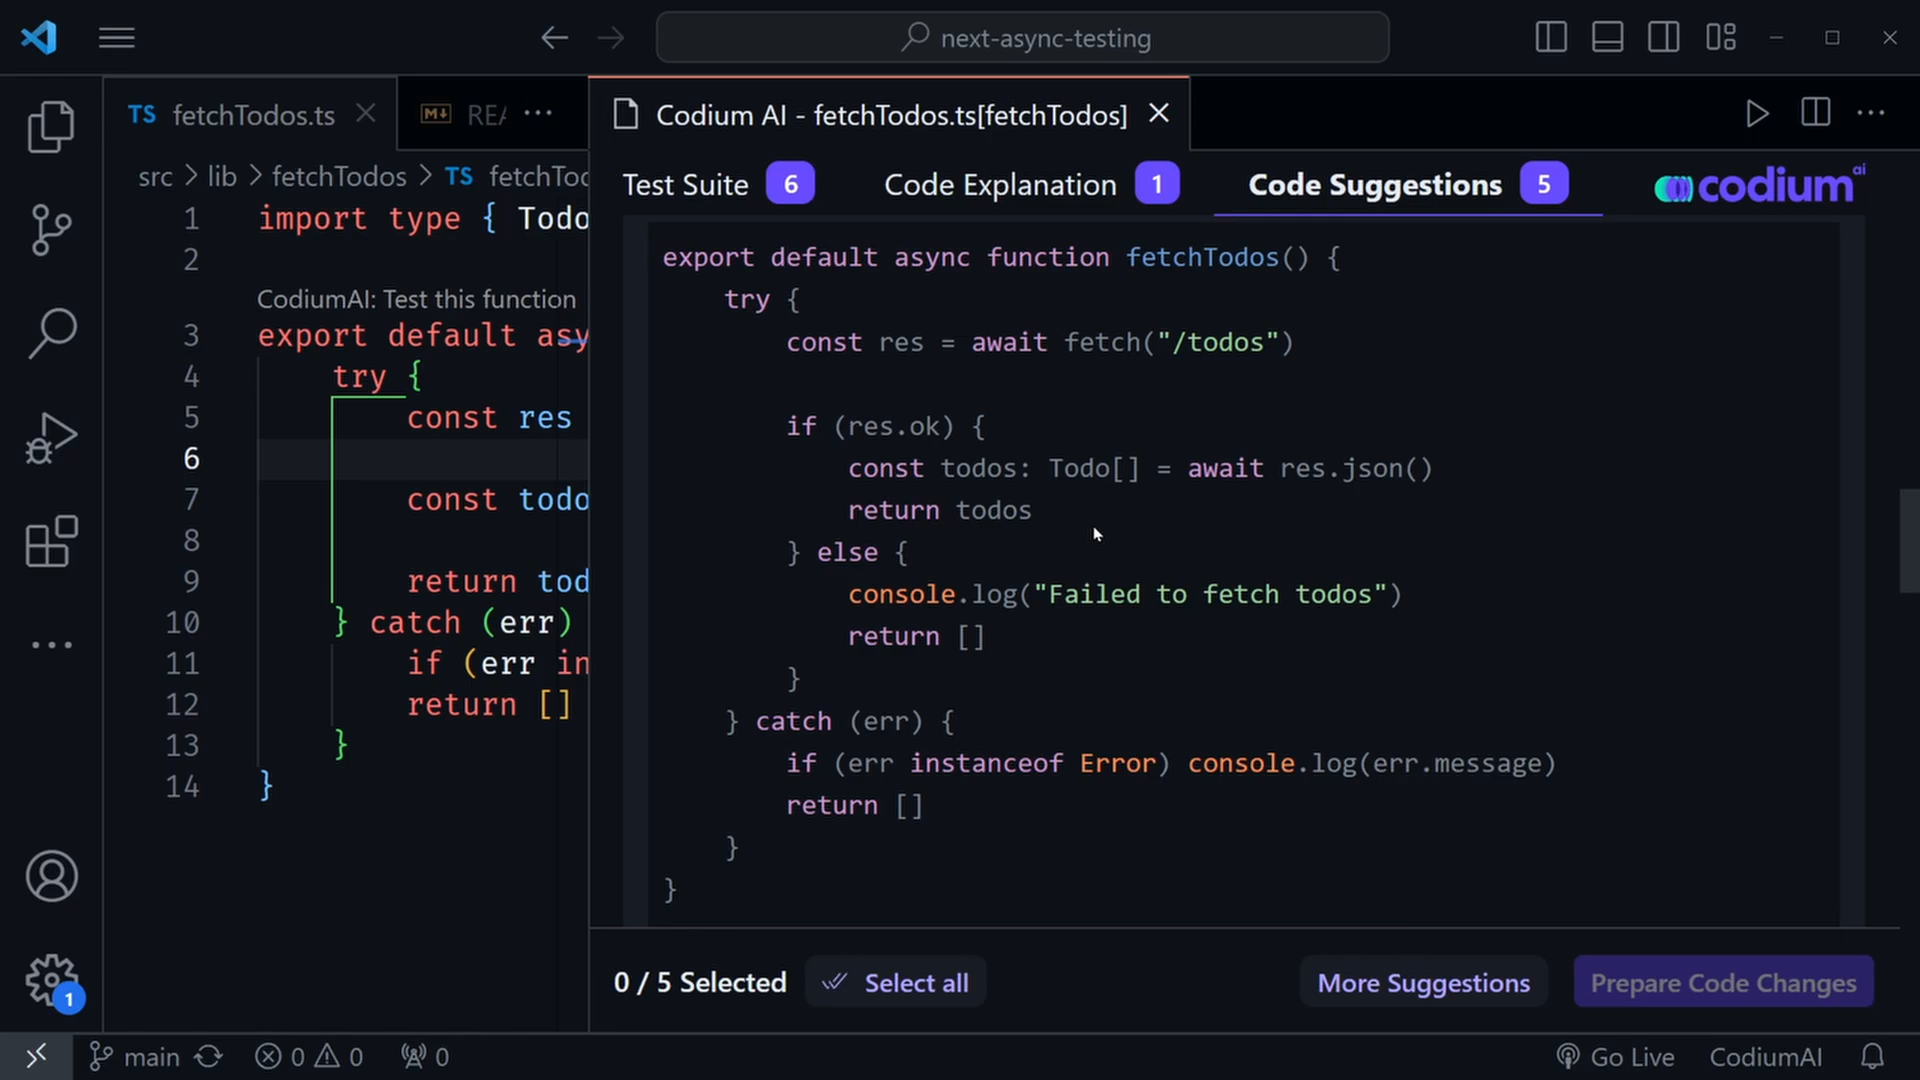 next-async-testing
TS fetchTodos.ts
REA
Codium AI - fetchTodos.ts[fetchTodos]
src > lib > fetchTodos > TS fetchToo
Test Suite 6
Code Explanation 1
Code Suggestions 5
codium ai
1 import type { Todo
2
CodiumAI: Test this function
3 export default asy
4 try {
5 const res
6
7 const todo
8
9 return tod
10 } catch (err)
11 if (err in
12 return []
13 }
14 }
export default async function fetchTodos() {
try {
const res = await fetch("/todos")
if (res.ok) {
const todos: Todo[] = await res.json()
return todos
} else {
console.log("Failed to fetch todos")
return []
}
} catch (err) {
if (err instanceof Error) console.log(err.message)
return []
}
}
0 / 5 Selected
Select all
More Suggestions
Prepare Code Changes
1
main
0 0
0
Go Live
CodiumAI